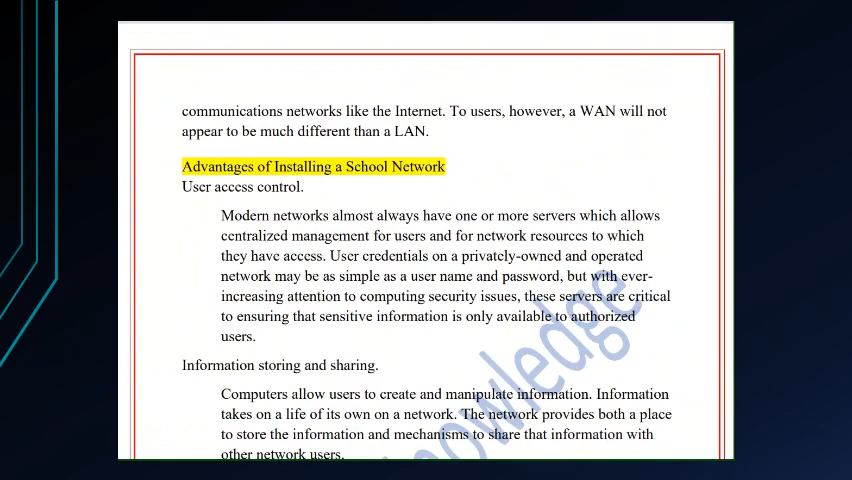 communications networks like the Internet. To users, however, a WAN will not
appear to be much different than a LAN.
Advantages of Installing a School Network
User access control.
Modern networks almost always have one or more servers which allows
centralized management for users and for network resources to which
they have access. User credentials on a privately-owned and operated
network may be as simple as a user name and password, but with ever-
increasing attention to computing security issues, these servers are critical
to ensuring that sensitive information is only available to authorized
users.
Information storing and sharing.
Computers allow users to create and manipulate information. Information
takes on a life of its own on a network. The network provides both a place
to store the information and mechanisms to share that information with
other network users.